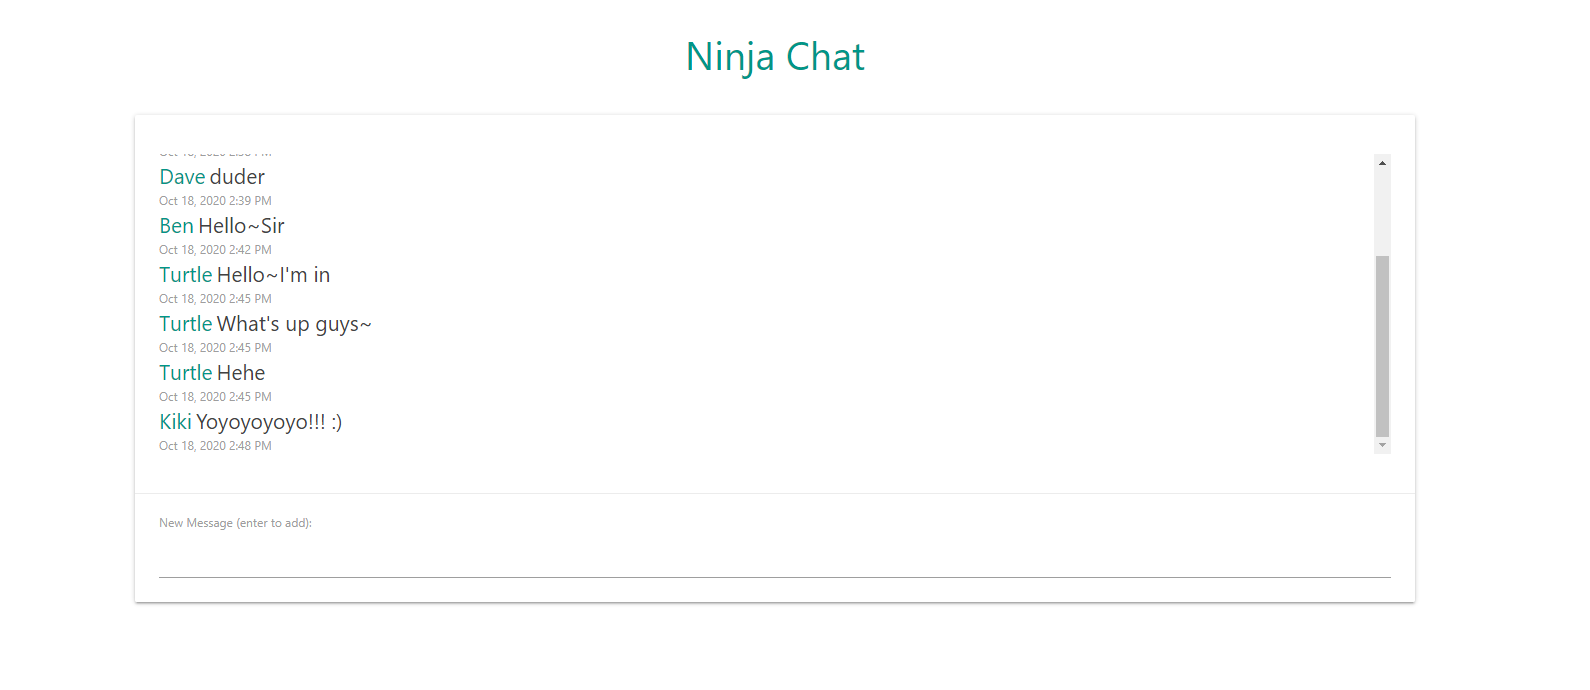 Ninja Chat
Dave duder
Oct 18, 2020 2:39 PM
Ben Hello~Sir
Oct 18, 2020 2:42 PM
Turtle Hello~I'm in
Oct 18, 2020 2:45 PM
Turtle What's up guys~
Oct 18, 2020 2:45 PM
Turtle Hehe
Oct 18, 2020 2:45 PM
Kiki Yoyoyoyoyo!!! :)
Oct 18, 2020 2:48 PM
New Message (enter to add):